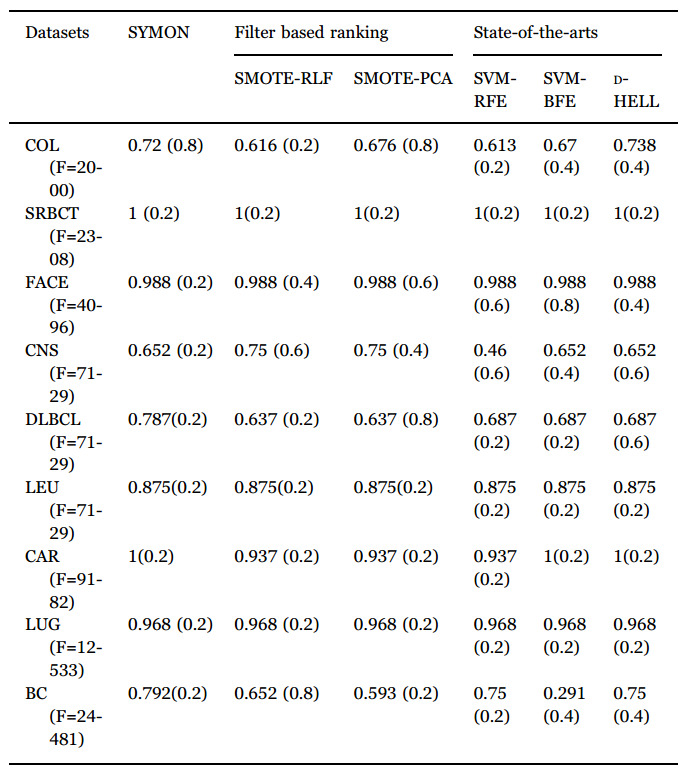 Datasets SYMON Filter based ranking State-of-the-arts
SMOTE-RLF SMOTE-PCA SVM- SVM- D-
RFE BFE HELL
COL 0.72 (0.8) 0.616 (0.2) 0.676 (0.8) 0.613 0.67 0.738
(F=20- (0.2) (0.4) (0.4)
00)
SRBCT 1 (0.2) 1(0.2) 1(0.2) 1(0.2) 1(0.2) 1(0.2)
(F=23-
08)
FACE 0.988 (0.2) 0.988 (0.4) 0.988 (0.6) 0.988 0.988 0.988
(F=40- (0.6) (0.8) (0.4)
96)
CNS 0.652 (0.2) 0.75 (0.6) 0.75 (0.4) 0.46 0.652 0.652
(F=71- (0.6) (0.4) (0.6)
29)
DLBCL 0.787(0.2) 0.637 (0.2) 0.637 (0.8) 0.687 0.687 0.687
(F=71- (0.2) (0.2) (0.6)
29)
LEU 0.875(0.2) 0.875(0.2) 0.875(0.2) 0.875 0.875 0.875
(F=71- (0.2) (0.2) (0.2)
29)
CAR 1(0.2) 0.937 (0.2) 0.937 (0.2) 0.937 1(0.2) 1(0.2)
(F=91- (0.2)
82)
LUG 0.968 (0.2) 0.968 (0.2) 0.968 (0.2) 0.968 0.968 0.968
(F=12- (0.2) (0.2) (0.2)
533)
BC 0.792(0.2) 0.652 (0.8) 0.593 (0.2) 0.75 0.291 0.75
(F=24- (0.2) (0.4) (0.4)
481)